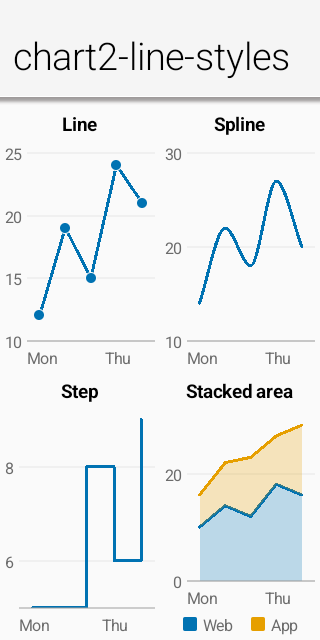 chart2-line-styles
Line
25
20
15
10
Mon Thu
Spline
30
20
10
Mon Thu
Step
8
6
Mon Thu
Stacked area
20
0
Mon Thu
Web App